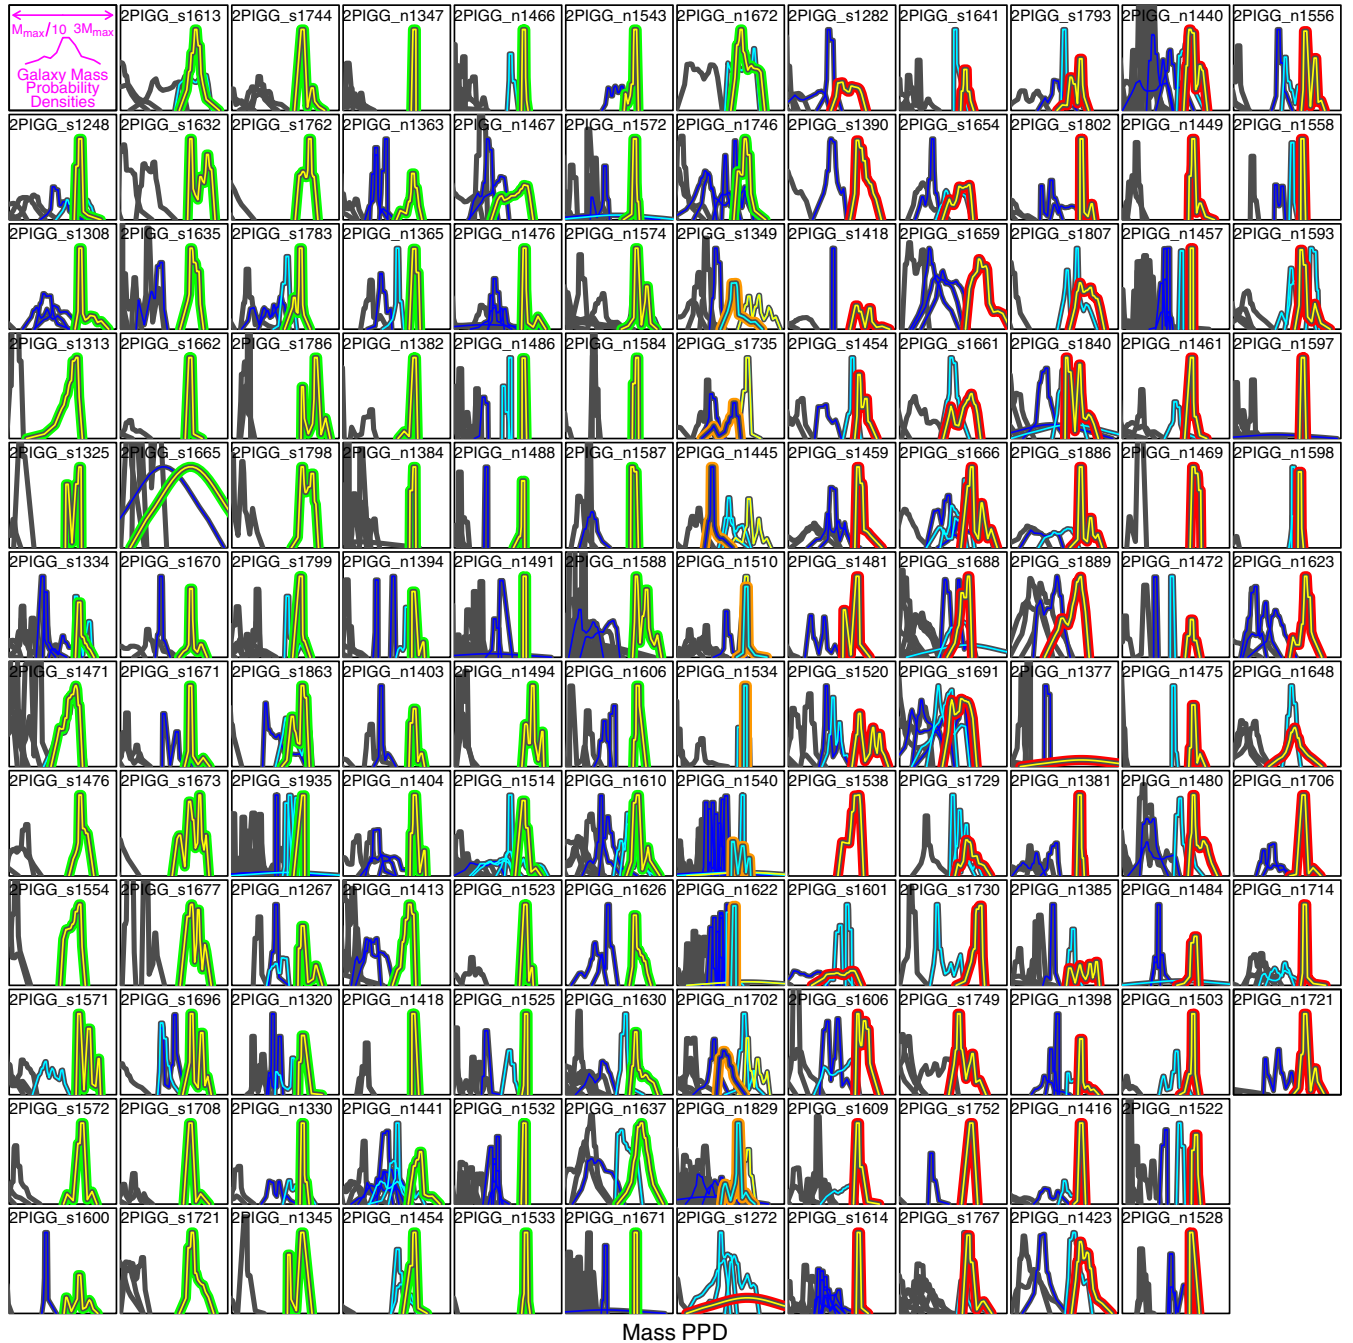 M_max/10 3M_max
Galaxy Mass
Probability
Densities
2PIGG_s1613 2PIGG_s1744 2PIGG_n1347 2PIGG_n1466 2PIGG_n1543 2PIGG_n1672 2PIGG_s1282 2PIGG_s1641 2PIGG_s1793 2PIGG_n1440 2PIGG_n1556
2PIGG_s1248 2PIGG_s1632 2PIGG_s1762 2PIGG_n1363 2PIGG_n1467 2PIGG_n1572 2PIGG_n1746 2PIGG_s1390 2PIGG_s1654 2PIGG_s1802 2PIGG_n1449 2PIGG_n1558
2PIGG_s1308 2PIGG_s1635 2PIGG_s1783 2PIGG_n1365 2PIGG_n1476 2PIGG_n1574 2PIGG_s1349 2PIGG_s1418 2PIGG_s1659 2PIGG_s1807 2PIGG_n1457 2PIGG_n1593
2PIGG_s1313 2PIGG_s1662 2PIGG_s1786 2PIGG_n1382 2PIGG_n1486 2PIGG_n1584 2PIGG_s1735 2PIGG_s1454 2PIGG_s1661 2PIGG_s1840 2PIGG_n1461 2PIGG_n1597
2PIGG_s1325 2PIGG_s1665 2PIGG_s1798 2PIGG_n1384 2PIGG_n1488 2PIGG_n1587 2PIGG_n1445 2PIGG_s1459 2PIGG_s1666 2PIGG_s1886 2PIGG_n1469 2PIGG_n1598
2PIGG_s1334 2PIGG_s1670 2PIGG_s1799 2PIGG_n1394 2PIGG_n1491 2PIGG_n1588 2PIGG_n1510 2PIGG_s1481 2PIGG_s1688 2PIGG_s1889 2PIGG_n1472 2PIGG_n1623
2PIGG_s1471 2PIGG_s1671 2PIGG_s1863 2PIGG_n1403 2PIGG_n1494 2PIGG_n1606 2PIGG_n1534 2PIGG_s1520 2PIGG_s1691 2PIGG_n1377 2PIGG_n1475 2PIGG_n1648
2PIGG_s1476 2PIGG_s1673 2PIGG_s1935 2PIGG_n1404 2PIGG_n1514 2PIGG_n1610 2PIGG_n1540 2PIGG_s1538 2PIGG_s1729 2PIGG_n1381 2PIGG_n1480 2PIGG_n1706
2PIGG_s1554 2PIGG_s1677 2PIGG_n1267 2PIGG_n1413 2PIGG_n1523 2PIGG_n1626 2PIGG_n1622 2PIGG_s1601 2PIGG_s1730 2PIGG_n1385 2PIGG_n1484 2PIGG_n1714
2PIGG_s1571 2PIGG_s1696 2PIGG_n1320 2PIGG_n1418 2PIGG_n1525 2PIGG_n1630 2PIGG_n1702 2PIGG_s1606 2PIGG_s1749 2PIGG_n1398 2PIGG_n1503 2PIGG_n1721
2PIGG_s1572 2PIGG_s1708 2PIGG_n1330 2PIGG_n1441 2PIGG_n1532 2PIGG_n1637 2PIGG_n1829 2PIGG_s1609 2PIGG_s1752 2PIGG_n1416 2PIGG_n1522
2PIGG_s1600 2PIGG_s1721 2PIGG_n1345 2PIGG_n1454 2PIGG_n1533 2PIGG_n1671 2PIGG_s1272 2PIGG_s1614 2PIGG_s1767 2PIGG_n1423 2PIGG_n1528
Mass PPD